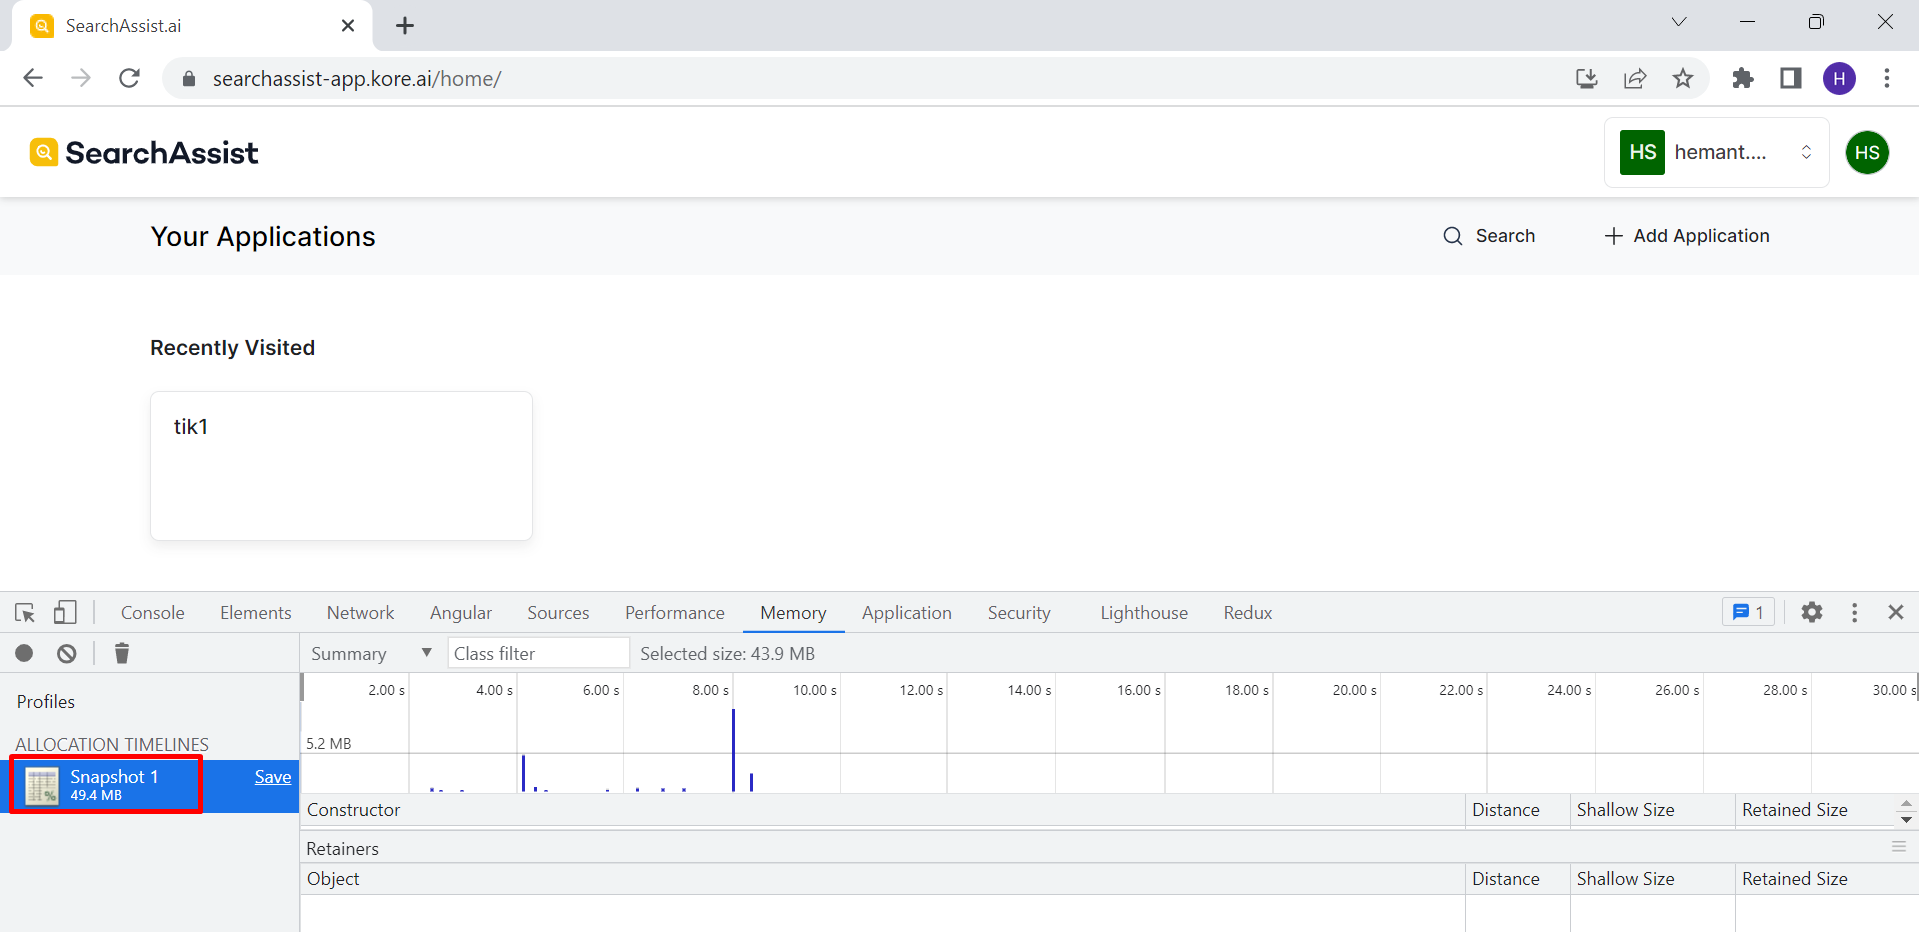 SearchAssist.ai
searchassist-app.kore.ai/home/
H
SearchAssist
HS hemant.... HS
Your Applications
Search
Add Application
Recently Visited
tik1
Console Elements Network Angular Sources Performance Memory Application Security Lighthouse Redux 1
Summary Class filter Selected size: 43.9 MB
Profiles
ALLOCATION TIMELINES
Snapshot 1
49.4 MB
Save
2.00 s 4.00 s 6.00 s 8.00 s 10.00 s 12.00 s 14.00 s 16.00 s 18.00 s 20.00 s 22.00 s 24.00 s 26.00 s 28.00 s 30.00 s
5.2 MB
Constructor Distance Shallow Size Retained Size
Retainers
Object Distance Shallow Size Retained Size